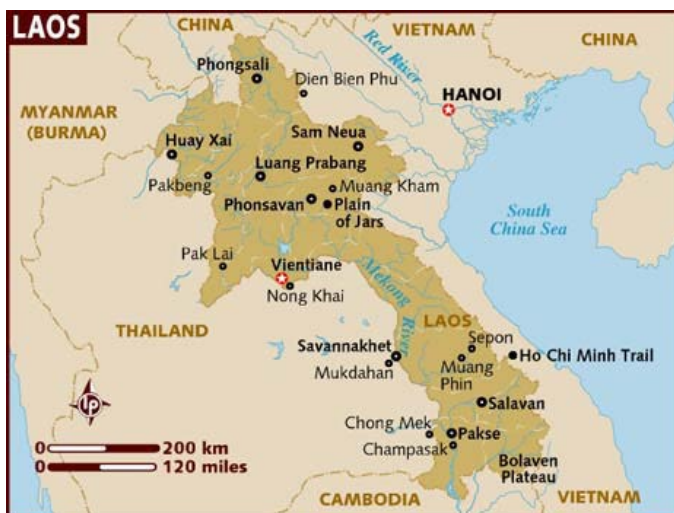 LAOS
CHINA
VIETNAM
CHINA
Red River
Phongsali
Dien Bien Phu
HANOI
MYANMAR
(BURMA)
Huay Xai
Sam Neua
Luang Prabang
Pakbeng
Muang Kham
Phonsavan
Plain
of Jars
South
China Sea
Pak Lai
Vientiane
Nong Khai
Mekong
River
THAILAND
LAOS
Savannakhet
Sepon
Ho Chi Minh Trail
Mukdahan
Muang
Phin
LP
Salavan
Chong Mek
Pakse
Champasak
0 200 km
0 120 miles
Bolaven
Plateau
CAMBODIA
VIETNAM